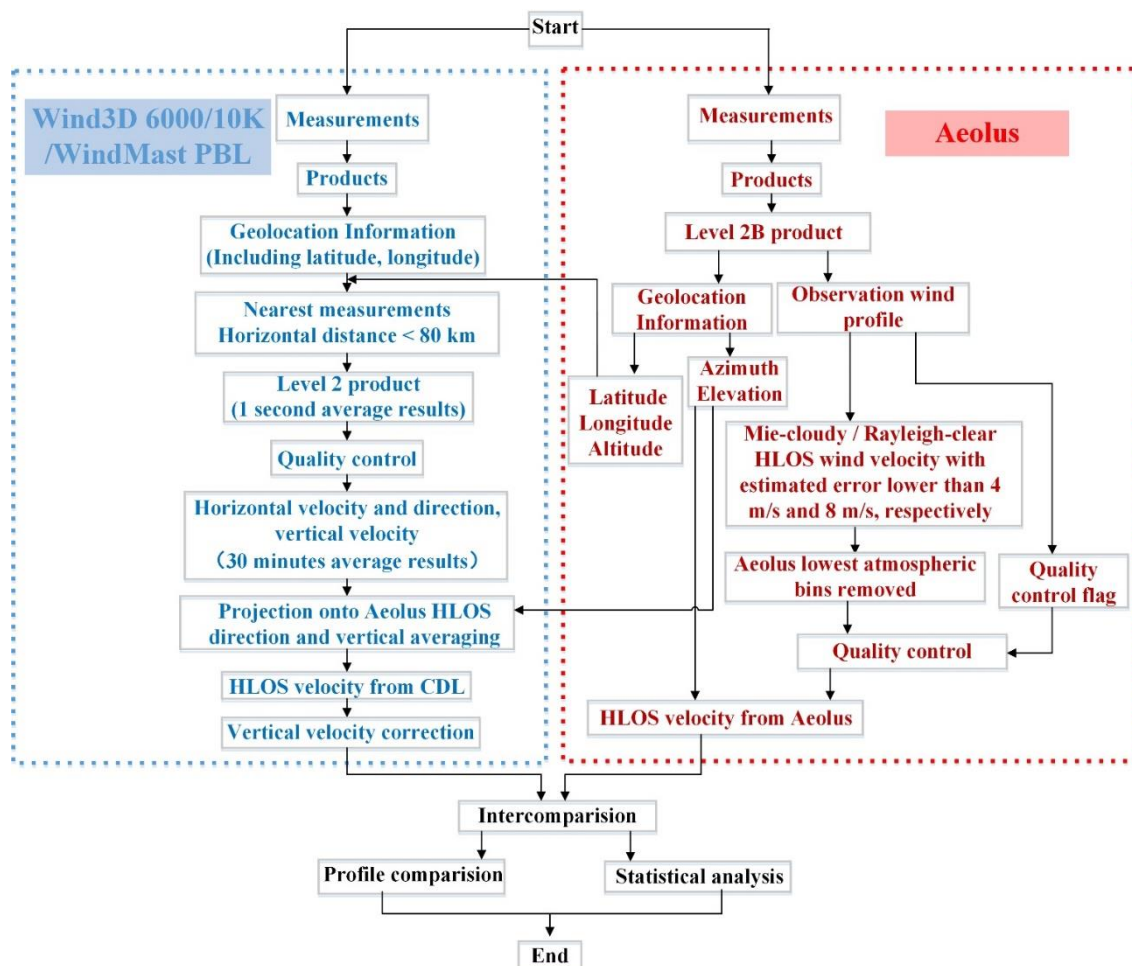 Start
Wind3D 6000/10K
/WindMast PBL
Measurements
Products
Geolocation Information
(Including latitude, longitude)
Nearest measurements
Horizontal distance < 80 km
Level 2 product
(1 second average results)
Quality control
Horizontal velocity and direction,
vertical velocity
（30 minutes average results）
Projection onto Aeolus HLOS
direction and vertical averaging
HLOS velocity from CDL
Vertical velocity correction
Aeolus
Measurements
Products
Level 2B product
Geolocation
Information
Observation wind
profile
Latitude
Longitude
Altitude
Azimuth
Elevation
Mie-cloudy / Rayleigh-clear
HLOS wind velocity with
estimated error lower than 4
m/s and 8 m/s, respectively
Aeolus lowest atmospheric
bins removed
Quality
control flag
Quality control
HLOS velocity from Aeolus
Intercomparision
Profile comparision
Statistical analysis
End